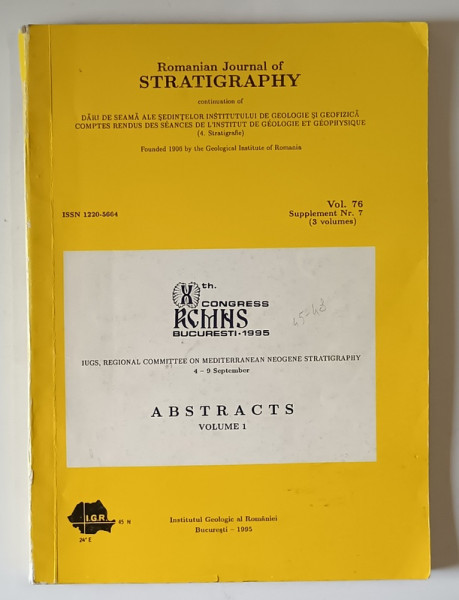 Romanian Journal of
STRATIGRAPHY
continuation of
DĂRI DE SEAMĂ ALE ŞEDINŢELOR INSTITUTULUI DE GEOLOGIE ŞI GEOFIZICĂ
COMPTES RENDUS DES SÉANCES DE L'INSTITUT DE GÉOLOGIE ET GÉOPHYSIQUE
(4. Stratigrafie)
Founded 1906 by the Geological Institute of Romania
Vol. 76
ISSN 1220-5664 Supplement Nr. 7
(3 volumes)
Xth.
CONGRESS
RCMNS
BUCUREŞTI·1995
45-48
IUGS, REGIONAL COMMITTEE ON MEDITERRANEAN NEOGENE STRATIGRAPHY
4 – 9 September
ABSTRACTS
VOLUME 1
I.G.R.
45 N
24° E
Institutul Geologic al României
Bucureşti – 1995